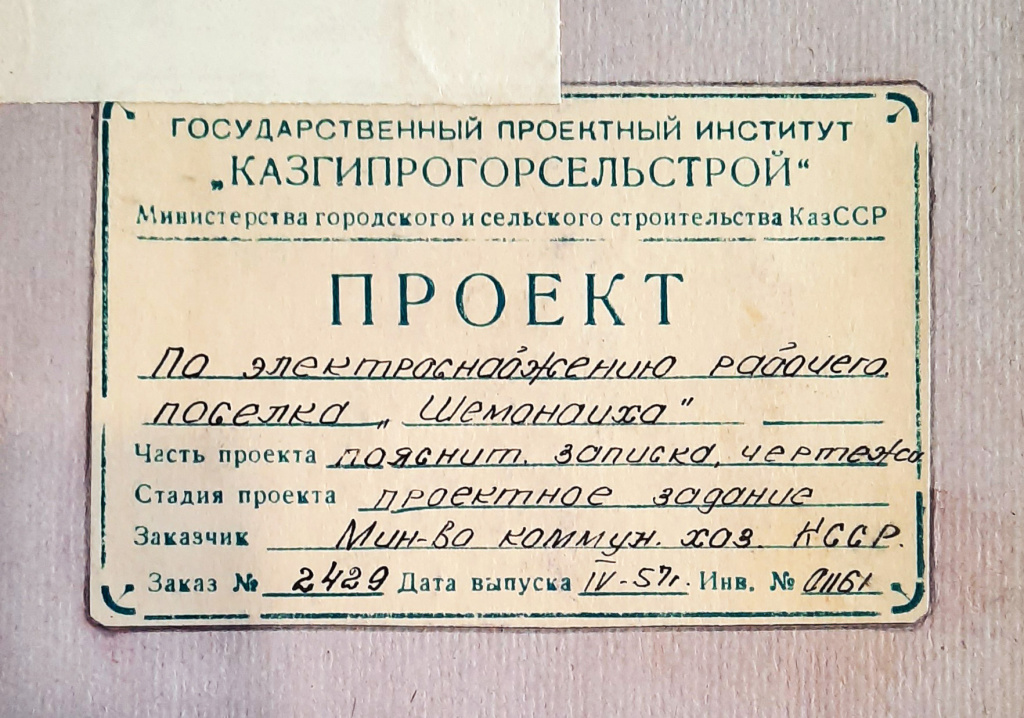 ГОСУДАРСТВЕННЫЙ ПРОЕКТНЫЙ ИНСТИТУТ
„КАЗГИПРОГОРСЕЛЬСТРОЙ“
Министерства городского и сельского строительства КазССР
ПРОЕКТ
По электроснабжению рабочего
поселка „Шемонаиха"
Часть проекта пояснит. записка, чертежи
Стадия проекта проектное задание
Заказчик Мин-во коммун. хоз. КССР.
Заказ № 2429 Дата выпуска IV-57г. Инв. №